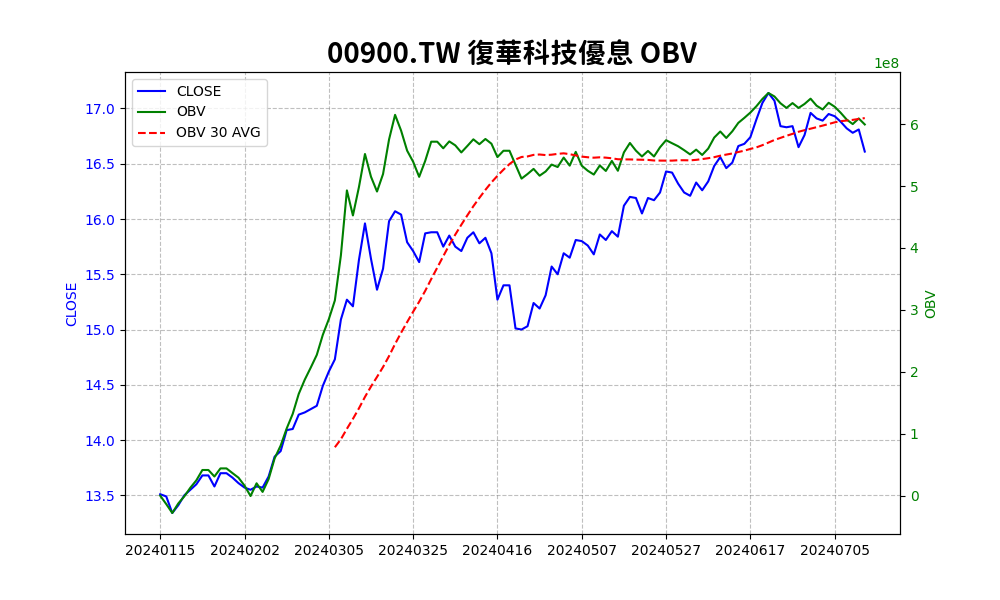 00900.TW 復華科技優息 OBV
1e8
CLOSE
OBV
OBV 30 AVG
17.0
16.5
16.0
15.5
15.0
14.5
14.0
13.5
CLOSE
6
5
4
3
2
1
0
OBV
20240115 20240202 20240305 20240325 20240416 20240507 20240527 20240617 20240705